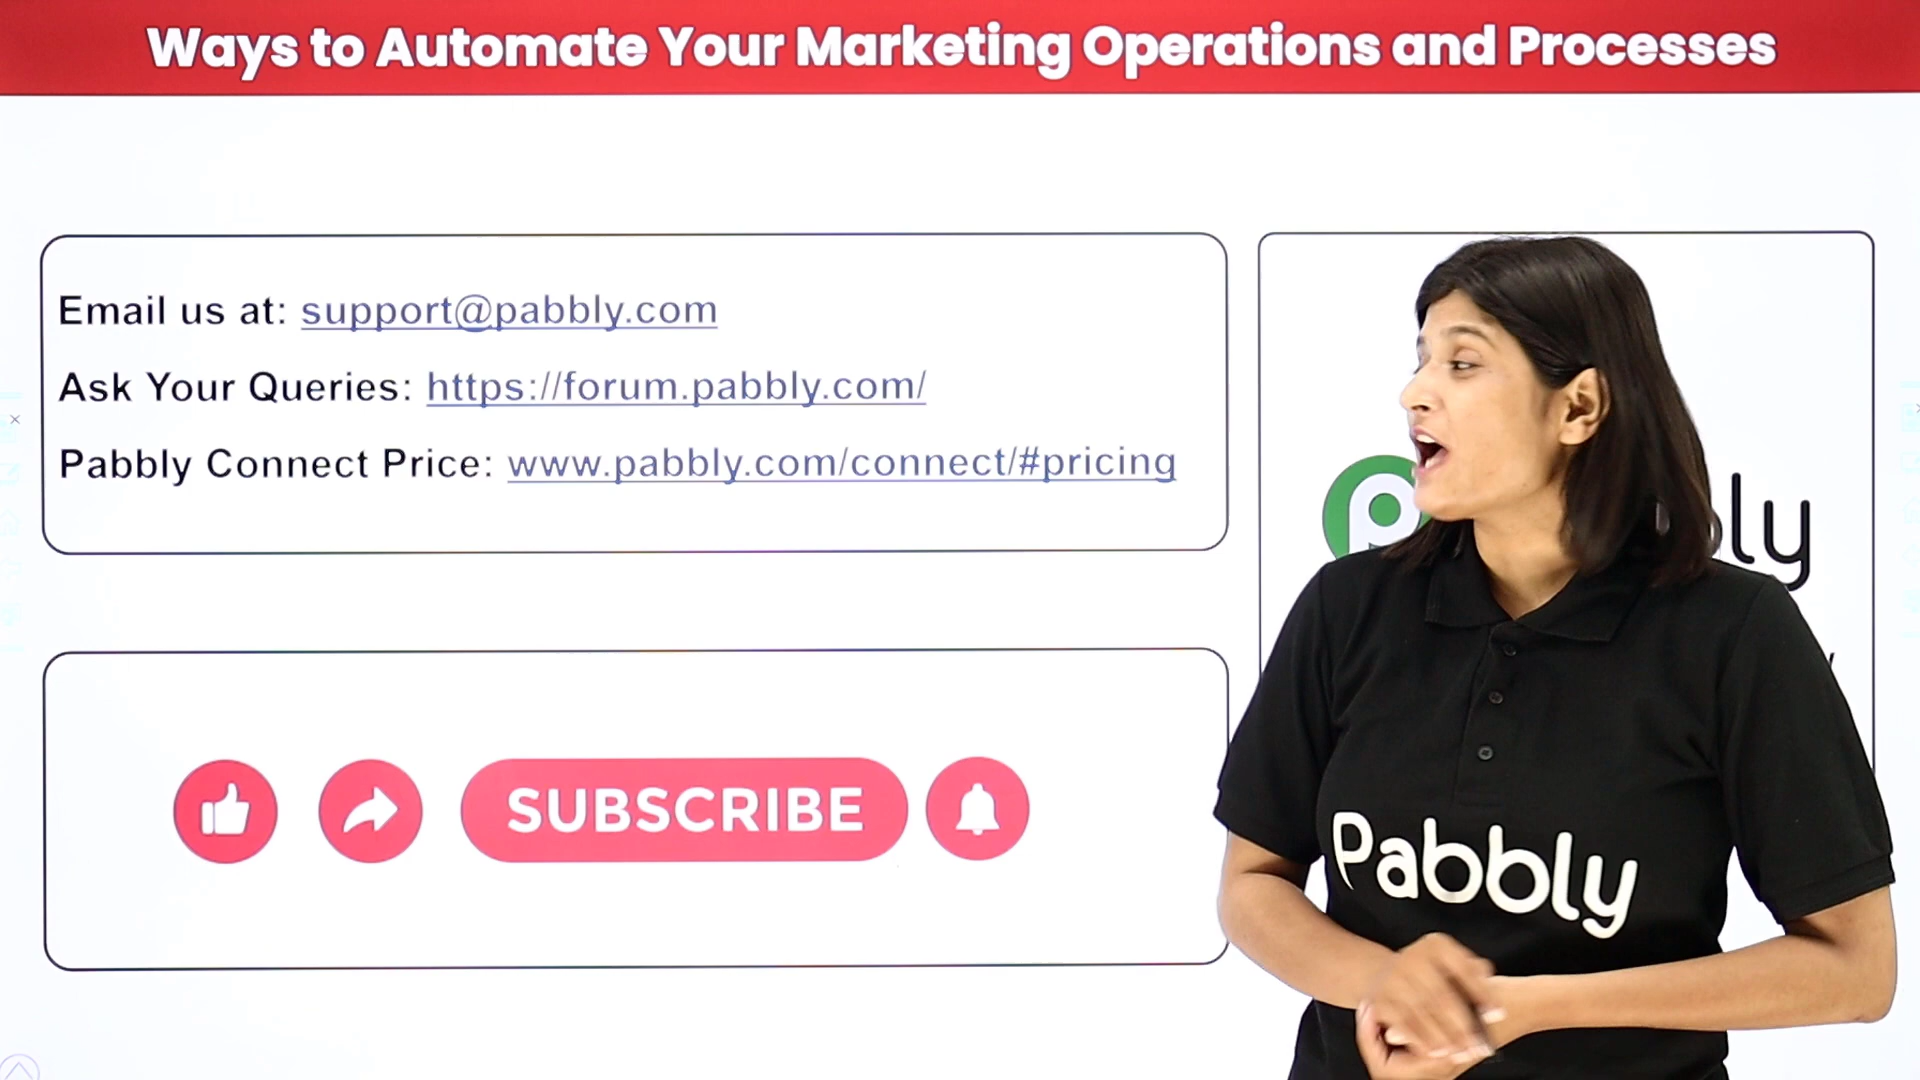 Ways to Automate Your Marketing Operations and Processes
Email us at: support@pabbly.com
Ask Your Queries: https://forum.pabbly.com/
Pabbly Connect Price: www.pabbly.com/connect/#pricing
SUBSCRIBE
Pabbly